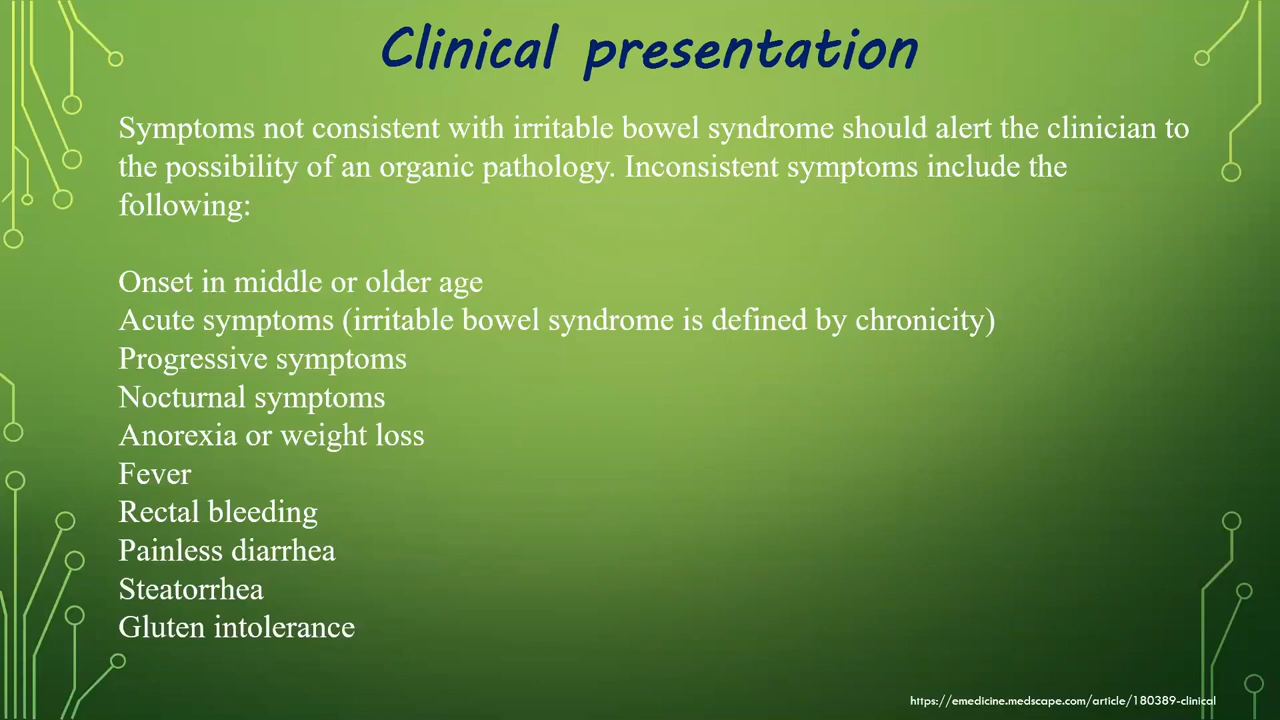 Clinical presentation
Symptoms not consistent with irritable bowel syndrome should alert the clinician to
the possibility of an organic pathology. Inconsistent symptoms include the
following:
Onset in middle or older age
Acute symptoms (irritable bowel syndrome is defined by chronicity)
Progressive symptoms
Nocturnal symptoms
Anorexia or weight loss
Fever
Rectal bleeding
Painless diarrhea
Steatorrhea
Gluten intolerance
https://emedicine.medscape.com/article/180389-clinical